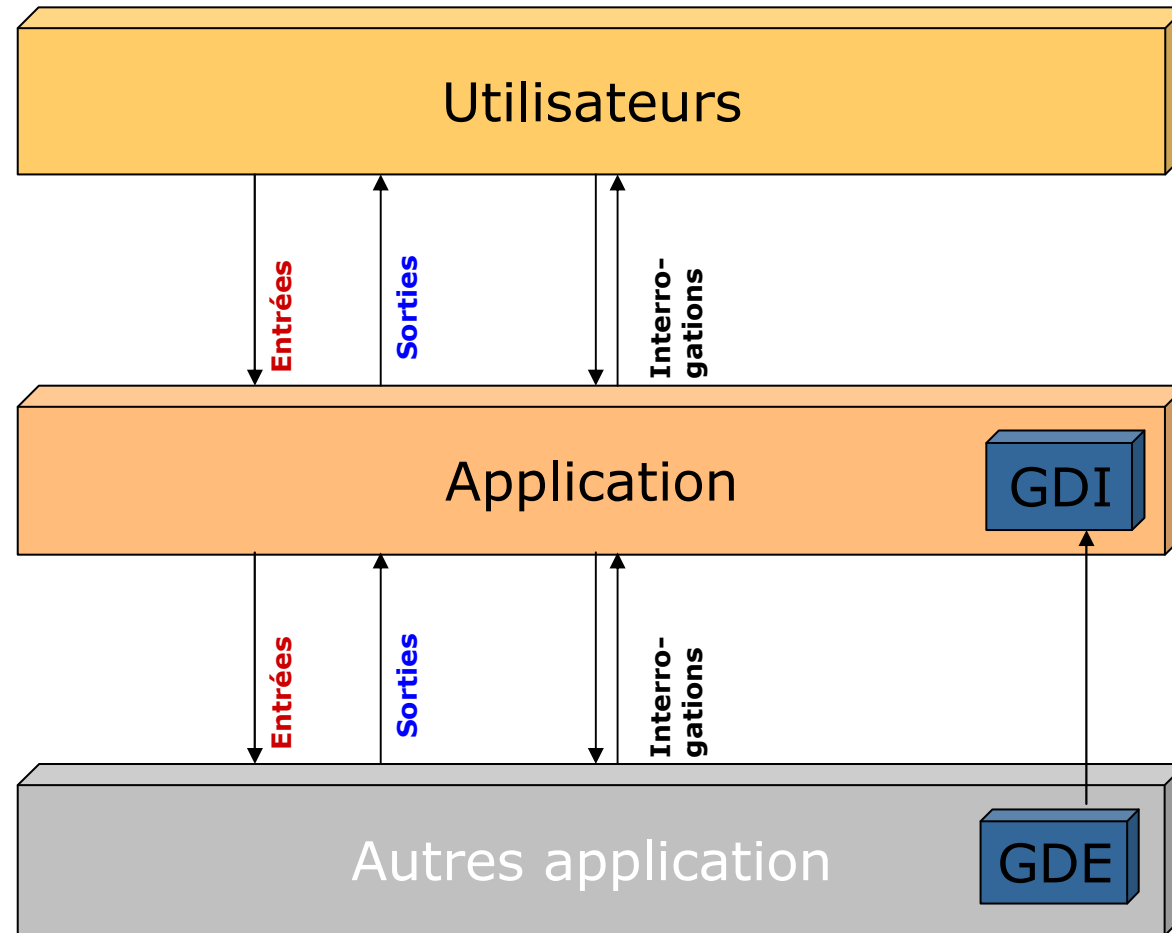 Utilisateurs
Entrées
Sorties
Interro-
gations
Application
GDI
Entrées
Sorties
Interro-
gations
Autres application
GDE